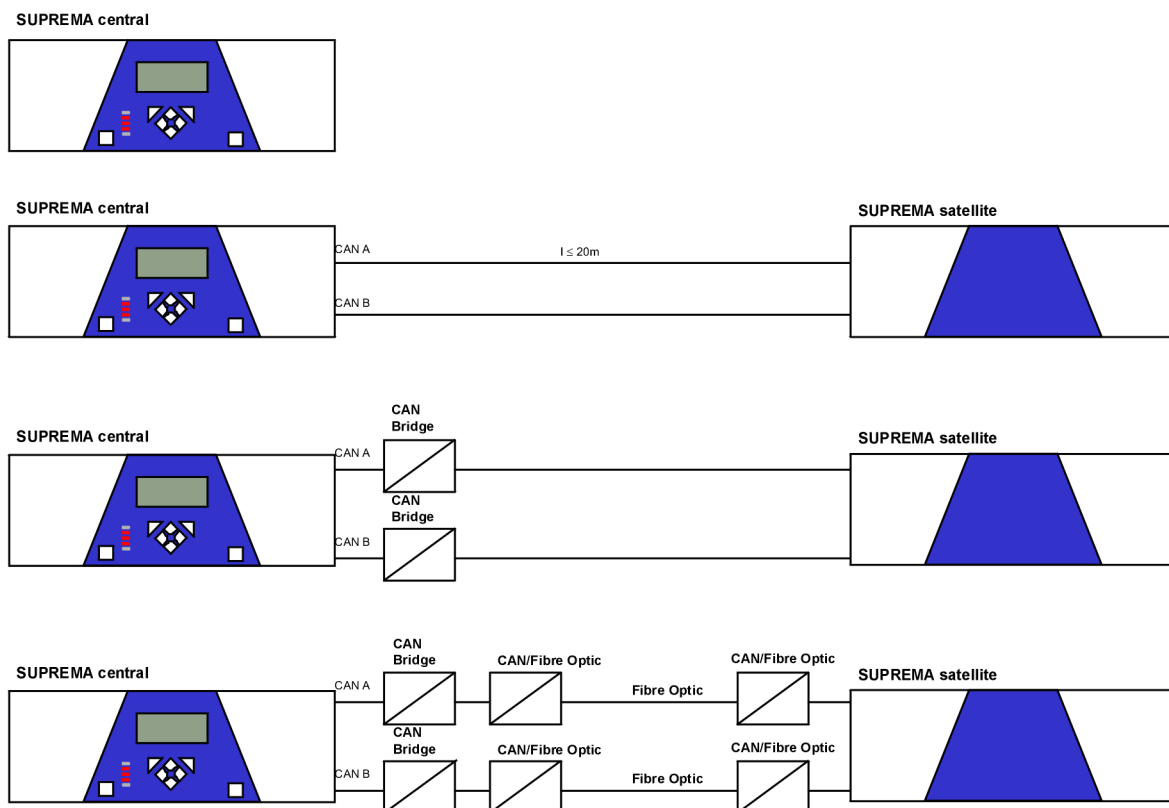 SUPREMA central
SUPREMA central
SUPREMA satellite
CAN A
l ≤ 20m
CAN B
CAN
Bridge
SUPREMA central
SUPREMA satellite
CAN A
CAN
Bridge
CAN B
CAN
Bridge
CAN/Fibre Optic
CAN/Fibre Optic
SUPREMA central
SUPREMA satellite
CAN A
Fibre Optic
CAN
Bridge
CAN/Fibre Optic
CAN/Fibre Optic
CAN B
Fibre Optic